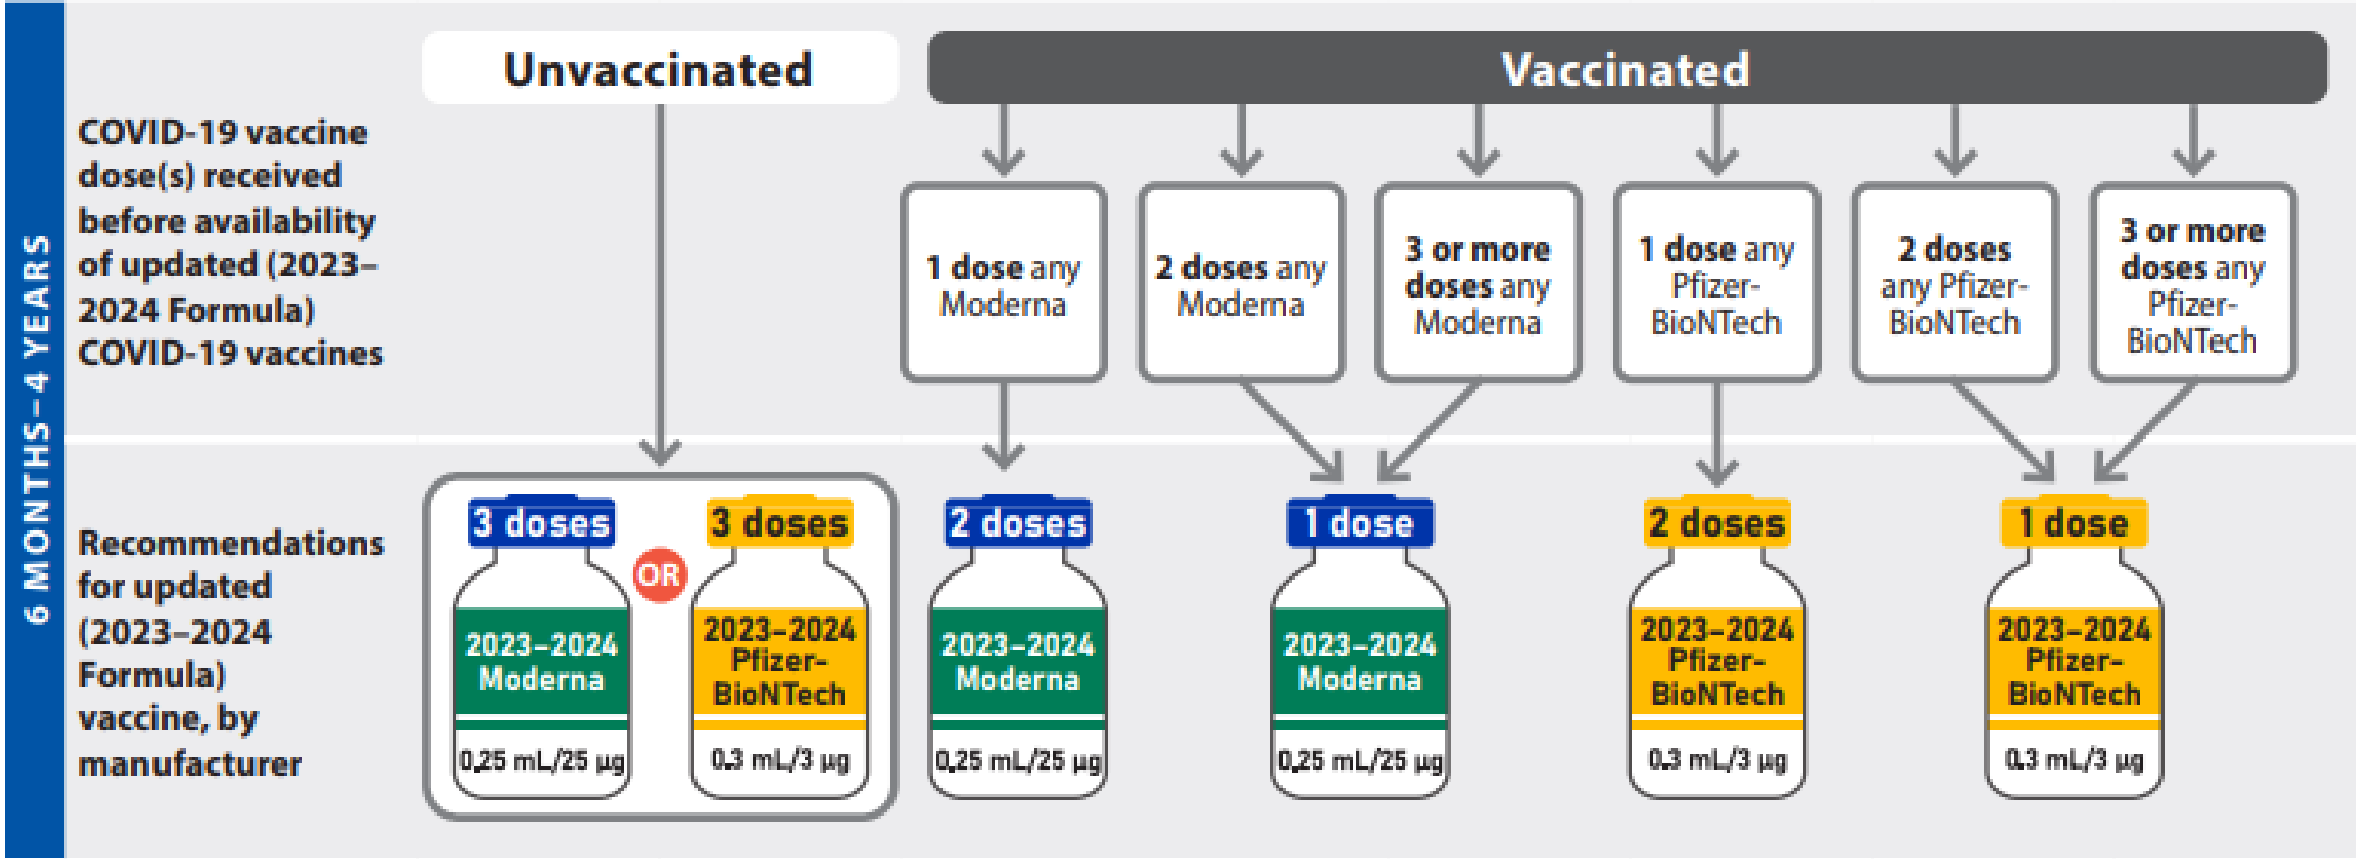 6 MONTHS–4 YEARS
Unvaccinated
Vaccinated
COVID-19 vaccine
dose(s) received
before availability
of updated (2023–
2024 Formula)
COVID-19 vaccines
1 dose any
Moderna
2 doses any
Moderna
3 or more
doses any
Moderna
1 dose any
Pfizer-
BioNTech
2 doses
any Pfizer-
BioNTech
3 or more
doses any
Pfizer-
BioNTech
Recommendations
for updated
(2023–2024
Formula)
vaccine, by
manufacturer
3 doses
2023–2024
Moderna
0.25 mL/25 µg
OR
3 doses
2023–2024
Pfizer–
BioNTech
0.3 mL/3 µg
2 doses
2023–2024
Moderna
0.25 mL/25 µg
1 dose
2023–2024
Moderna
0.25 mL/25 µg
2 doses
2023–2024
Pfizer–
BioNTech
0.3 mL/3 µg
1 dose
2023–2024
Pfizer–
BioNTech
0.3 mL/3 µg